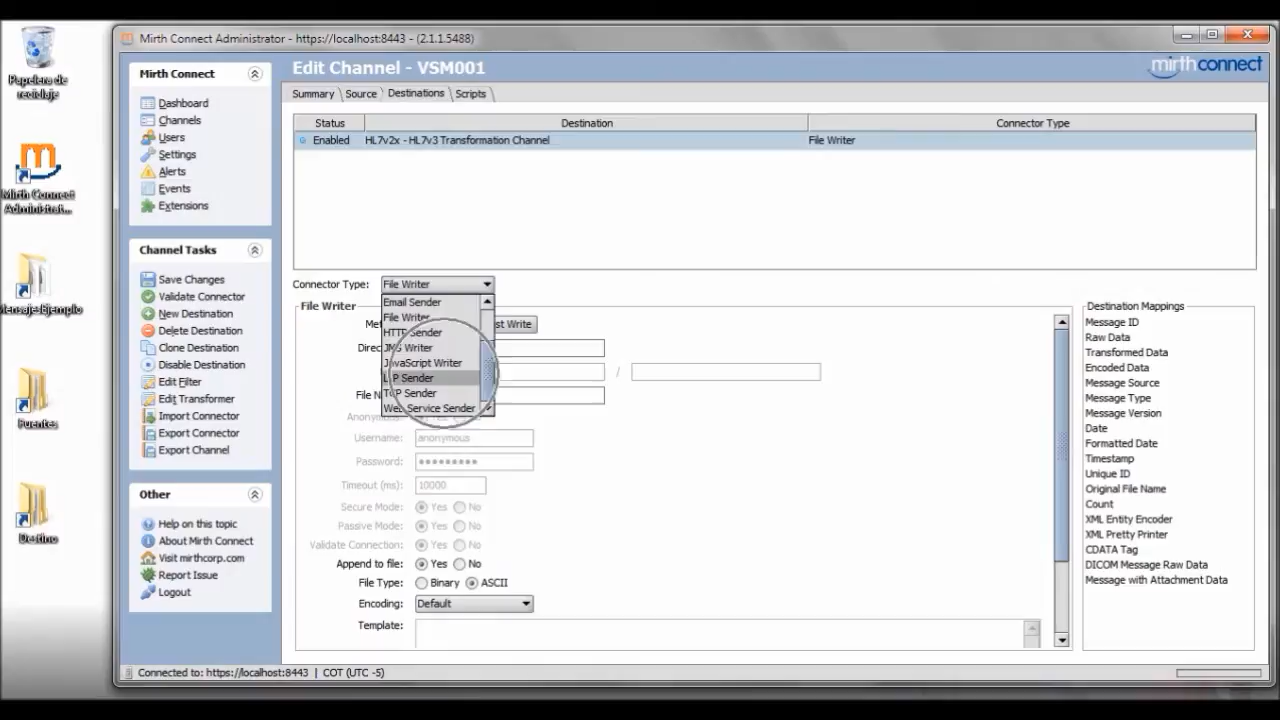 Papelera de
reciclaje
Mirth Connect
Administrat...
MensajesEjemplo
Fuentes
Destino
Mirth Connect Administrator - https://localhost:8443 - (2.1.1.5488)
Mirth Connect
Dashboard
Channels
Users
Settings
Alerts
Events
Extensions
Channel Tasks
Save Changes
Validate Connector
New Destination
Delete Destination
Clone Destination
Disable Destination
Edit Filter
Edit Transformer
Import Connector
Export Connector
Export Channel
Other
Help on this topic
About Mirth Connect
Visit mirthcorp.com
Report Issue
Logout
Edit Channel - VSM001
mirthconnect
Summary Source Destinations Scripts
Status Destination Connector Type
Enabled HL7v2x - HL7v3 Transformation Channel File Writer
Connector Type: File Writer
Email Sender
File Writer
HTTP Sender
JMS Writer
JavaScript Writer
Sender
TCP Sender
Web Service Sender
File Writer
Write
/
File
Username: anonymous
Password: *********
Timeout (ms): 10000
Secure Mode: Yes No
Passive Mode: Yes No
Validate Connection: Yes No
Append to file: Yes No
File Type: Binary ASCII
Encoding: Default
Template:
Destination Mappings
Message ID
Raw Data
Transformed Data
Encoded Data
Message Source
Message Type
Message Version
Date
Formatted Date
Timestamp
Unique ID
Original File Name
Count
XML Entity Encoder
XML Pretty Printer
CDATA Tag
DICOM Message Raw Data
Message with Attachment Data
Connected to: https://localhost:8443 | COT (UTC -5)